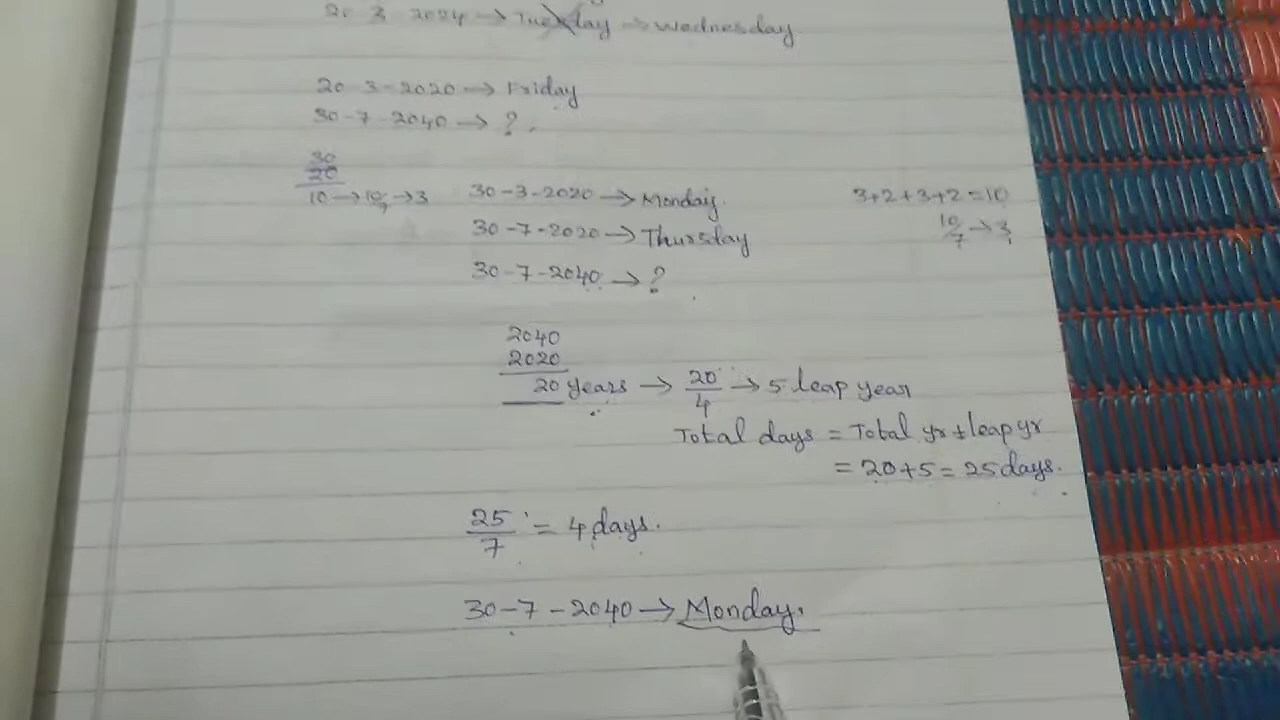 20-3-2024 → Tuesday → Wednesday
20-3-2020 → Friday
30-7-2040 → ?
30
20
10 → 10/7 → 3
30-3-2020 → Monday.
30-7-2020 → Thursday
30-7-2040 → ?
3+2+3+2=10
10/7 → 3
2040
2020
20 years → 20/4 → 5 leap year
Total days = Total yr + leap yr
= 20+5 = 25 days.
25/7 = 4 days.
30-7-2040 → Monday.